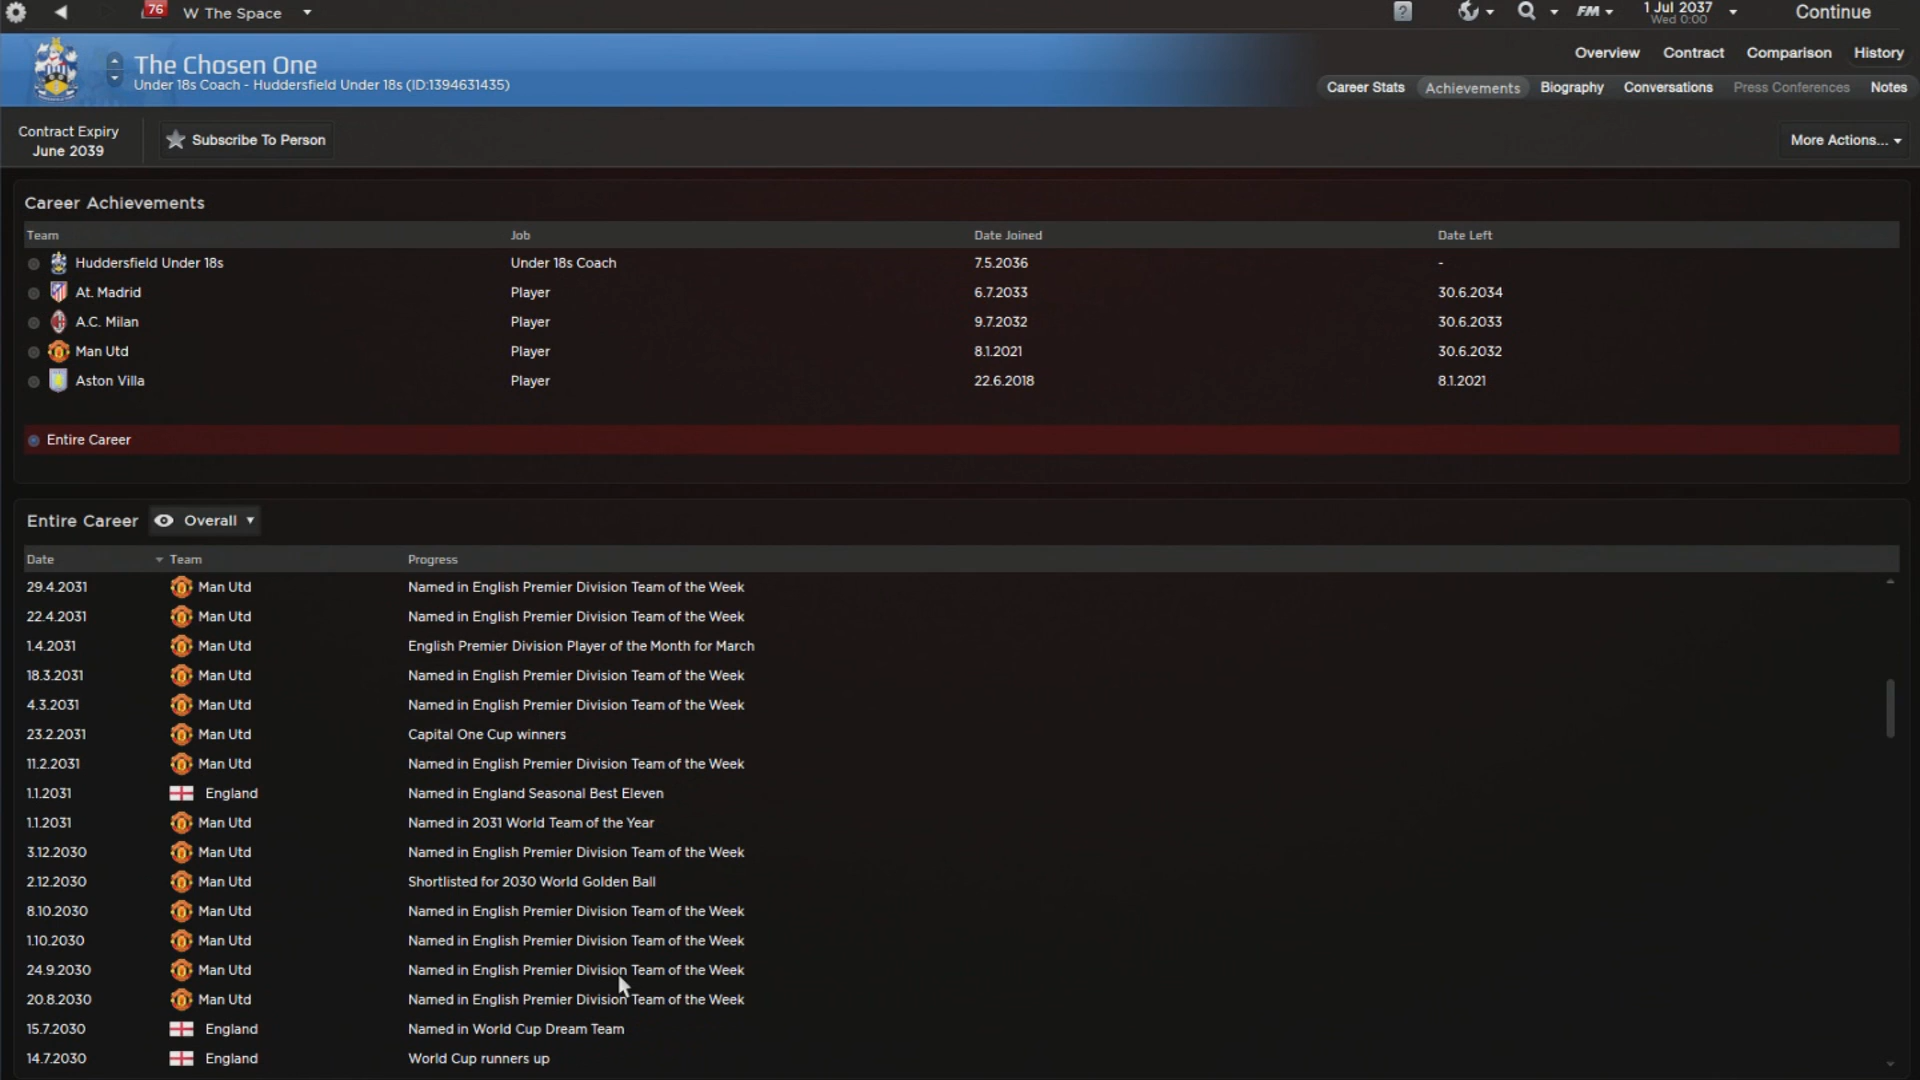 76 W The Space
FM
1 Jul 2037
Wed 0:00
Continue
The Chosen One
Under 18s Coach - Huddersfield Under 18s (ID:1394631435)
Overview Contract Comparison History
Career Stats Achievements Biography Conversations Press Conferences Notes
Contract Expiry
June 2039
Subscribe To Person
More Actions...
Career Achievements
Team Job Date Joined Date Left
Huddersfield Under 18s Under 18s Coach 7.5.2036 -
At. Madrid Player 6.7.2033 30.6.2034
A.C. Milan Player 9.7.2032 30.6.2033
Man Utd Player 8.1.2021 30.6.2032
Aston Villa Player 22.6.2018 8.1.2021
Entire Career
Entire Career Overall
Date Team Progress
29.4.2031 Man Utd Named in English Premier Division Team of the Week
22.4.2031 Man Utd Named in English Premier Division Team of the Week
1.4.2031 Man Utd English Premier Division Player of the Month for March
18.3.2031 Man Utd Named in English Premier Division Team of the Week
4.3.2031 Man Utd Named in English Premier Division Team of the Week
23.2.2031 Man Utd Capital One Cup winners
11.2.2031 Man Utd Named in English Premier Division Team of the Week
1.1.2031 England Named in England Seasonal Best Eleven
1.1.2031 Man Utd Named in 2031 World Team of the Year
3.12.2030 Man Utd Named in English Premier Division Team of the Week
2.12.2030 Man Utd Shortlisted for 2030 World Golden Ball
8.10.2030 Man Utd Named in English Premier Division Team of the Week
1.10.2030 Man Utd Named in English Premier Division Team of the Week
24.9.2030 Man Utd Named in English Premier Division Team of the Week
20.8.2030 Man Utd Named in English Premier Division Team of the Week
15.7.2030 England Named in World Cup Dream Team
14.7.2030 England World Cup runners up